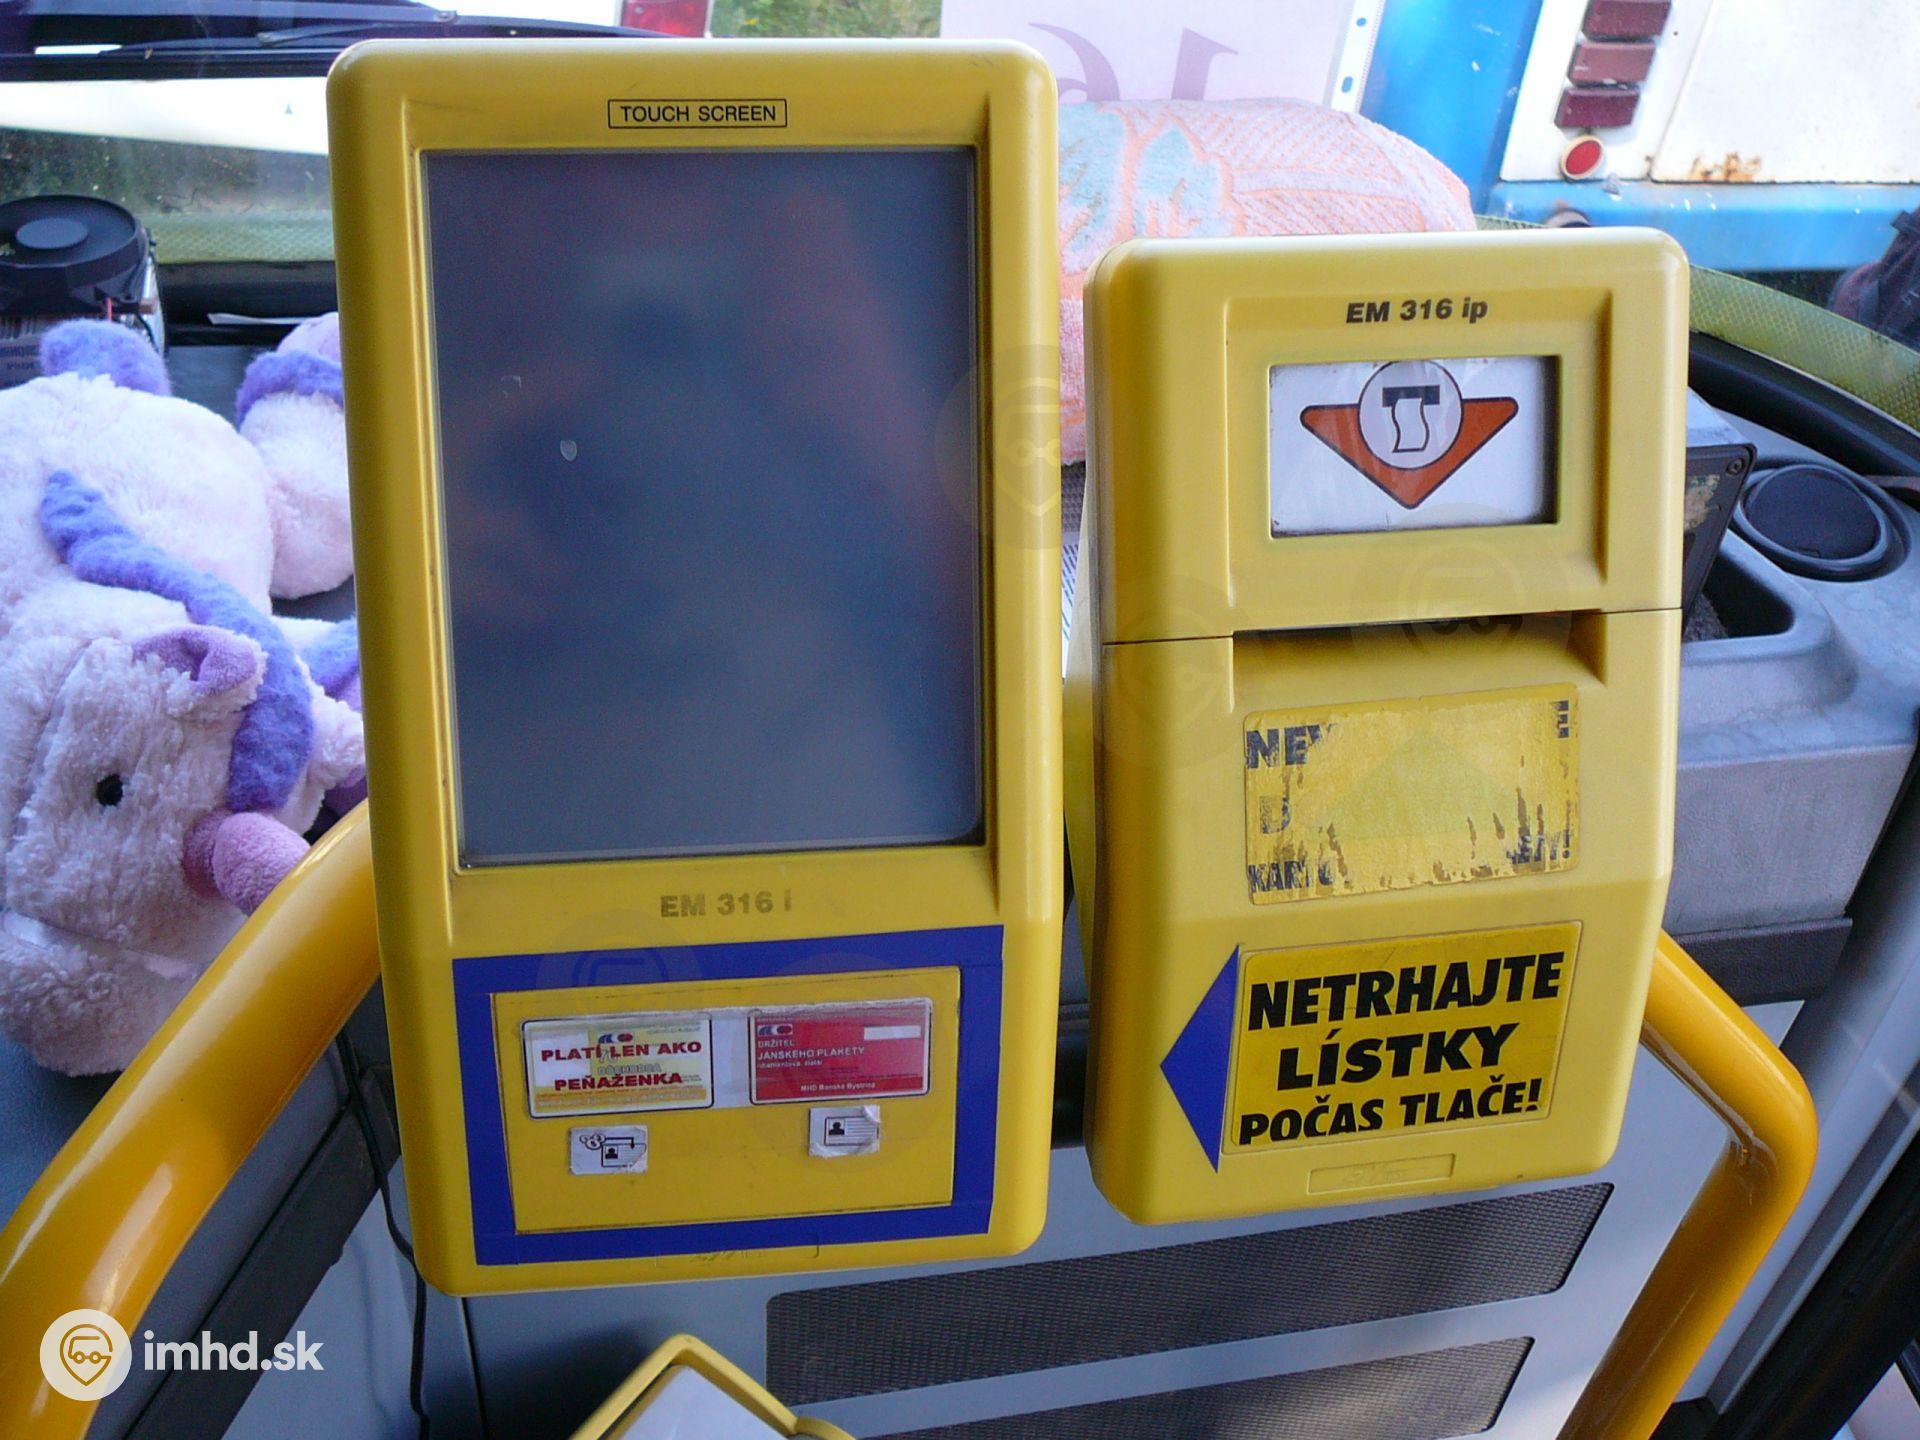 TOUCH SCREEN
EM 316 i
PLATÍ LEN AKO
DÔCHODCA
PEŇAŽENKA
DRŽITEĽ
JÁNSKEHO PLAKETY
MHD Banská Bystrica
EM 316 ip
NETRHAJTE
LÍSTKY
POČAS TLAČE!
imhd.sk